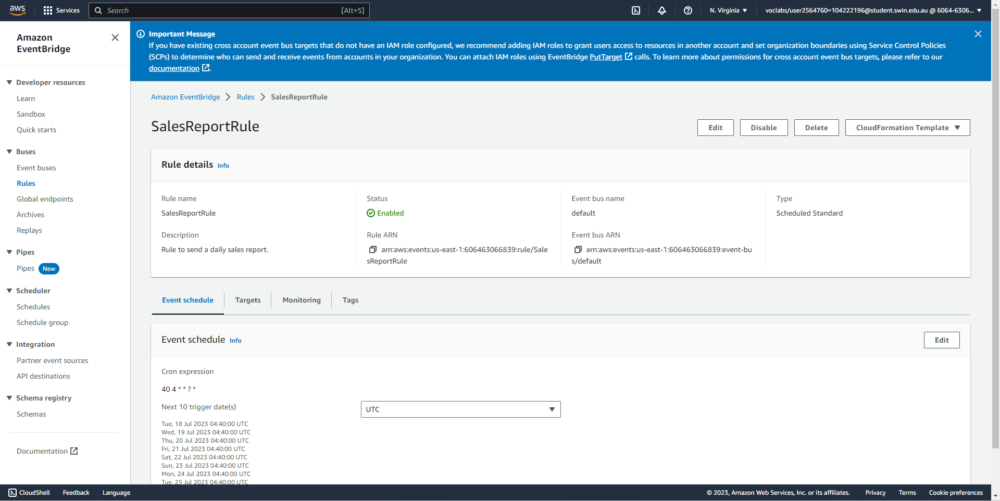 aws
Services
Search
[Alt+S]
N. Virginia
voclabs/user2564760=104222196@student.swin.edu.au @ 6064-6306...
Amazon
EventBridge
Developer resources
Learn
Sandbox
Quick starts
Buses
Event buses
Rules
Global endpoints
Archives
Replays
Pipes
Pipes New
Scheduler
Schedules
Schedule group
Integration
Partner event sources
API destinations
Schema registry
Schemas
Documentation
Important Message
If you have existing cross account event bus targets that do not have an IAM role configured, we recommend adding IAM roles to grant users access to resources in another account and set organization boundaries using Service Control Policies
(SCPs) to determine who can send and receive events from accounts in your organization. You can attach IAM roles using EventBridge PutTarget calls. To learn more about permissions for cross account event bus targets, please refer to our
documentation .
Amazon EventBridge
Rules
SalesReportRule
SalesReportRule
Edit
Disable
Delete
CloudFormation Template
Rule details Info
Rule name
SalesReportRule
Description
Rule to send a daily sales report.
Status
Enabled
Rule ARN
arn:aws:events:us-east-1:606463066839:rule/Sale
sReportRule
Event bus name
default
Event bus ARN
arn:aws:events:us-east-1:606463066839:event-bu
s/default
Type
Scheduled Standard
Event schedule
Targets
Monitoring
Tags
Event schedule Info
Edit
Cron expression
40 4 * * ? *
Next 10 trigger date(s)
UTC
Tue, 18 Jul 2023 04:40:00 UTC
Wed, 19 Jul 2023 04:40:00 UTC
Thu, 20 Jul 2023 04:40:00 UTC
Fri, 21 Jul 2023 04:40:00 UTC
Sat, 22 Jul 2023 04:40:00 UTC
Sun, 23 Jul 2023 04:40:00 UTC
Mon, 24 Jul 2023 04:40:00 UTC
Tue, 25 Jul 2023 04:40:00 UTC
CloudShell
Feedback
Language
© 2023, Amazon Web Services, Inc. or its affiliates.
Privacy
Terms
Cookie preferences